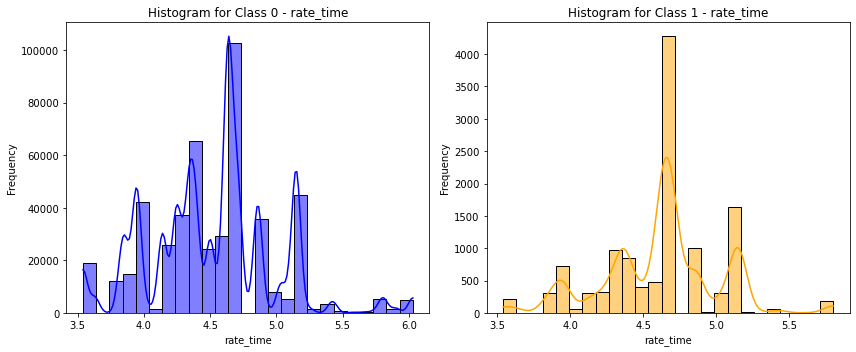 Histogram for Class 0 - rate_time
Frequency
100000
80000
60000
40000
20000
0
3.5 4.0 4.5 5.0 5.5 6.0
rate_time
Histogram for Class 1 - rate_time
Frequency
4000
3500
3000
2500
2000
1500
1000
500
0
3.5 4.0 4.5 5.0 5.5
rate_time